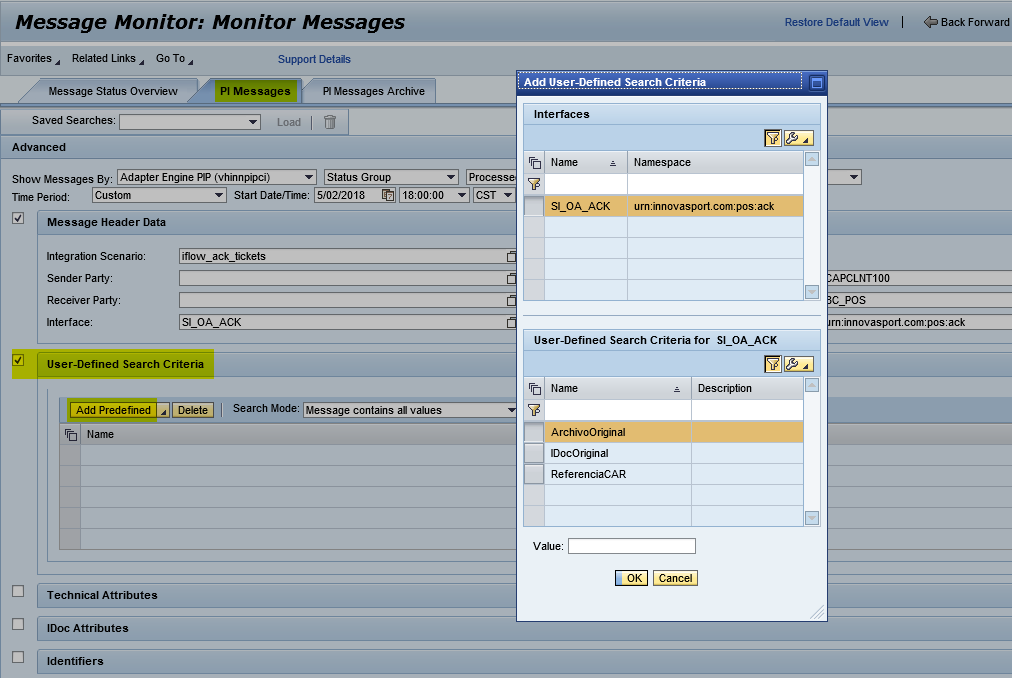 Message Monitor: Monitor Messages
Restore Default View | Back Forward
Favorites Related Links Go To Support Details
Message Status Overview PI Messages PI Messages Archive
Saved Searches: Load
Advanced
Show Messages By: Adapter Engine PIP (vhinnpipci) Status Group Processe
Time Period: Custom Start Date/Time: 5/02/2018 18:00:00 CST
Message Header Data
Integration Scenario: iflow_ack_tickets
Sender Party: CAPCLNT100
Receiver Party: BC_POS
Interface: SI_OA_ACK urn:innovasport.com:pos:ack
User-Defined Search Criteria
Add Predefined Delete Search Mode: Message contains all values
Name
Technical Attributes
IDoc Attributes
Identifiers
Add User-Defined Search Criteria
Interfaces
Name Namespace
SI_OA_ACK urn:innovasport.com:pos:ack
User-Defined Search Criteria for SI_OA_ACK
Name Description
ArchivoOriginal
IDocOriginal
ReferenciaCAR
Value:
OK Cancel